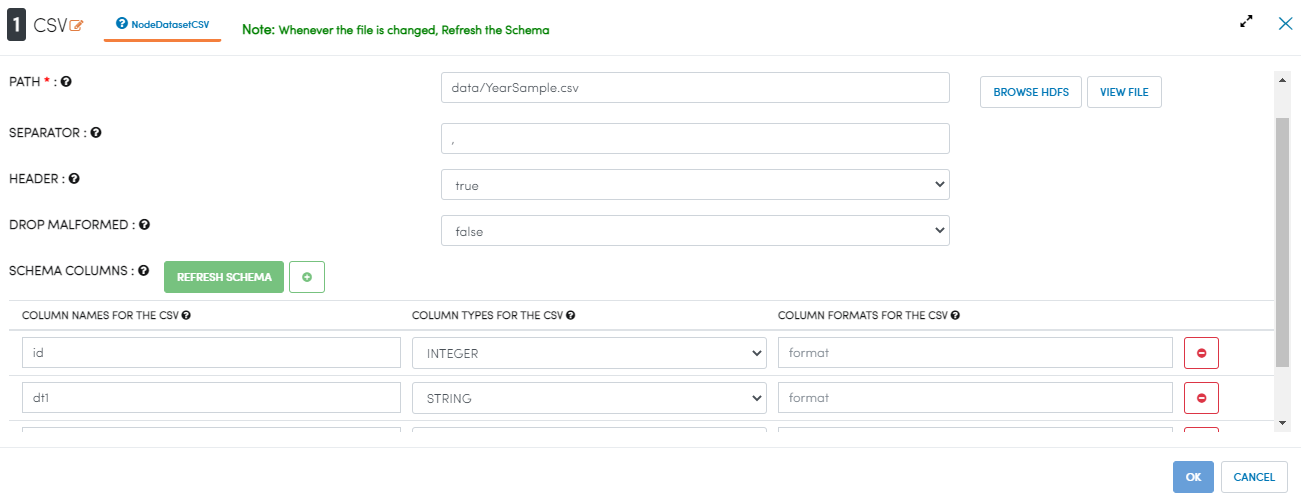 1 CSV NodeDatasetCSV Note: Whenever the file is changed, Refresh the Schema
PATH * : data/YearSample.csv BROWSE HDFS VIEW FILE
SEPARATOR : ,
HEADER : true
DROP MALFORMED : false
SCHEMA COLUMNS : REFRESH SCHEMA
COLUMN NAMES FOR THE CSV COLUMN TYPES FOR THE CSV COLUMN FORMATS FOR THE CSV
id INTEGER format
dt1 STRING format
OK CANCEL